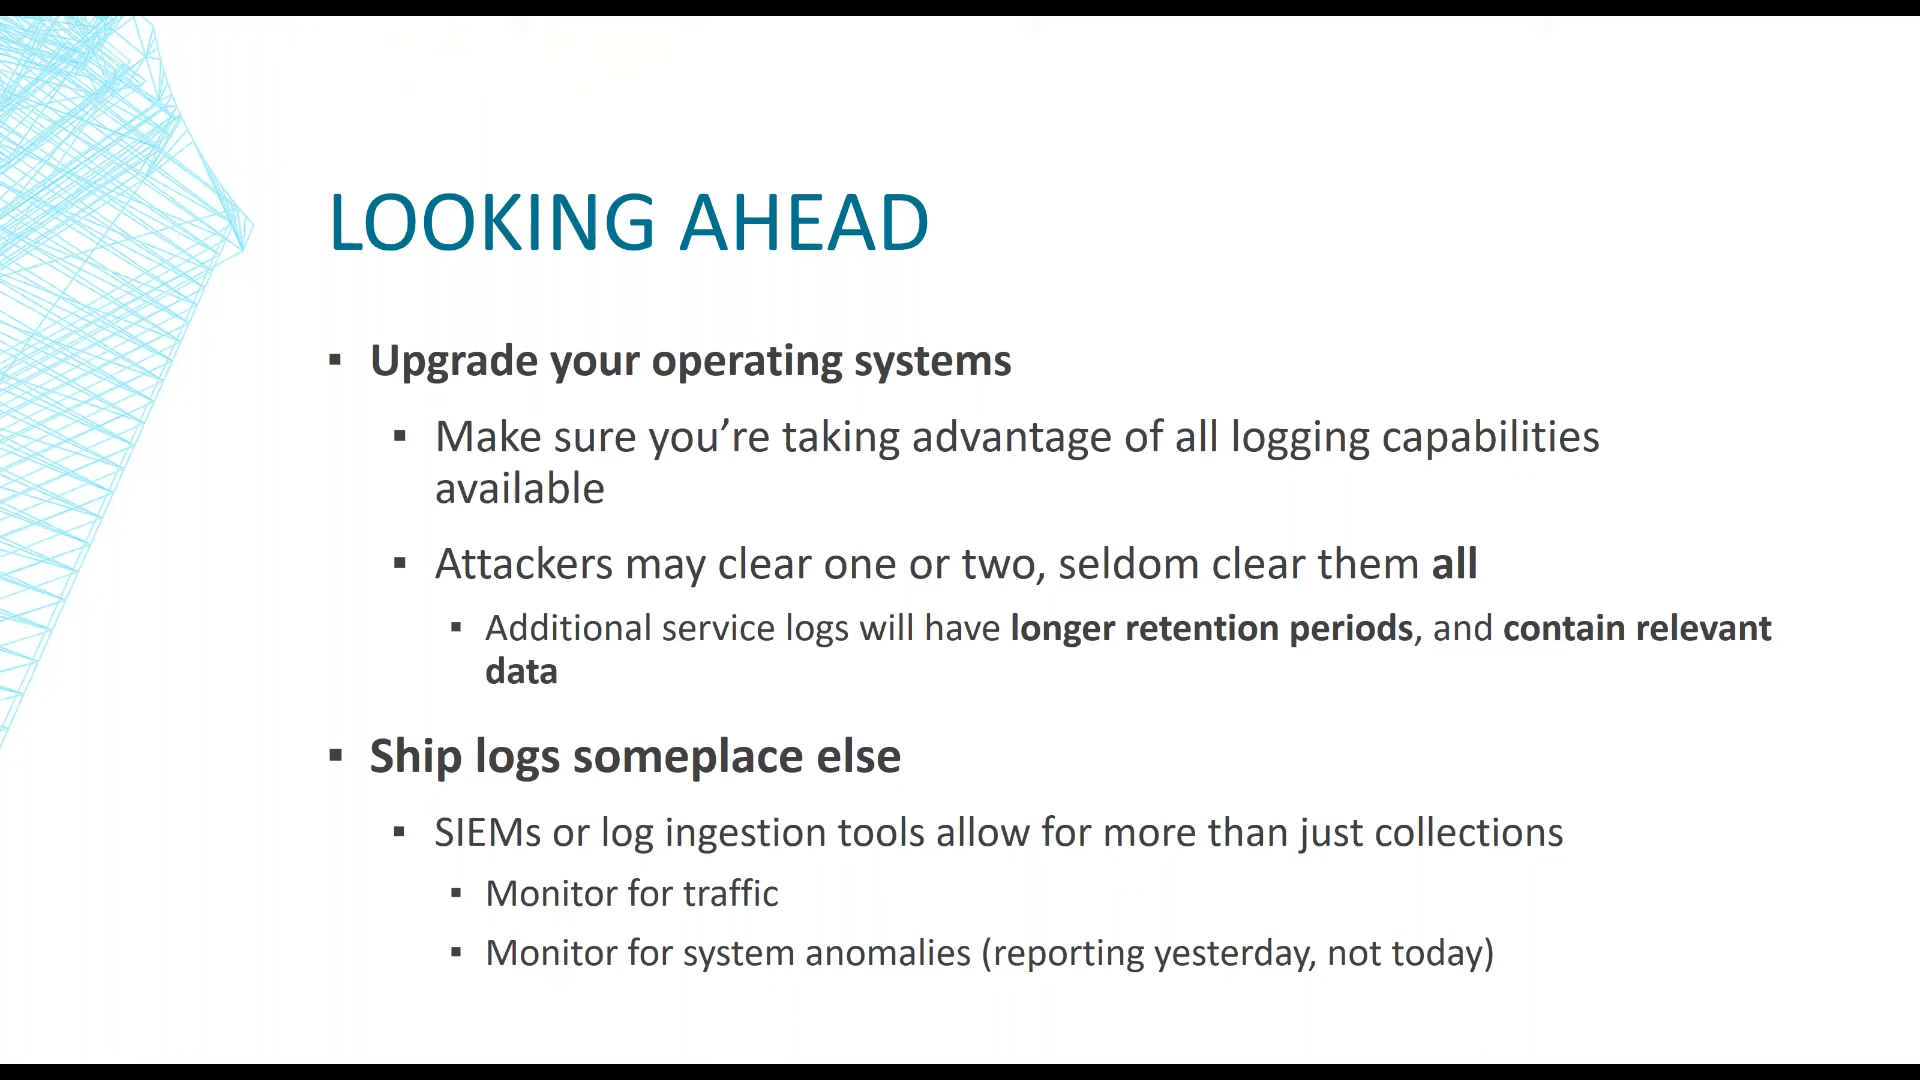 LOOKING AHEAD
▪ Upgrade your operating systems
▪ Make sure you’re taking advantage of all logging capabilities
available
▪ Attackers may clear one or two, seldom clear them all
▪ Additional service logs will have longer retention periods, and contain relevant
data
▪ Ship logs someplace else
▪ SIEMs or log ingestion tools allow for more than just collections
▪ Monitor for traffic
▪ Monitor for system anomalies (reporting yesterday, not today)